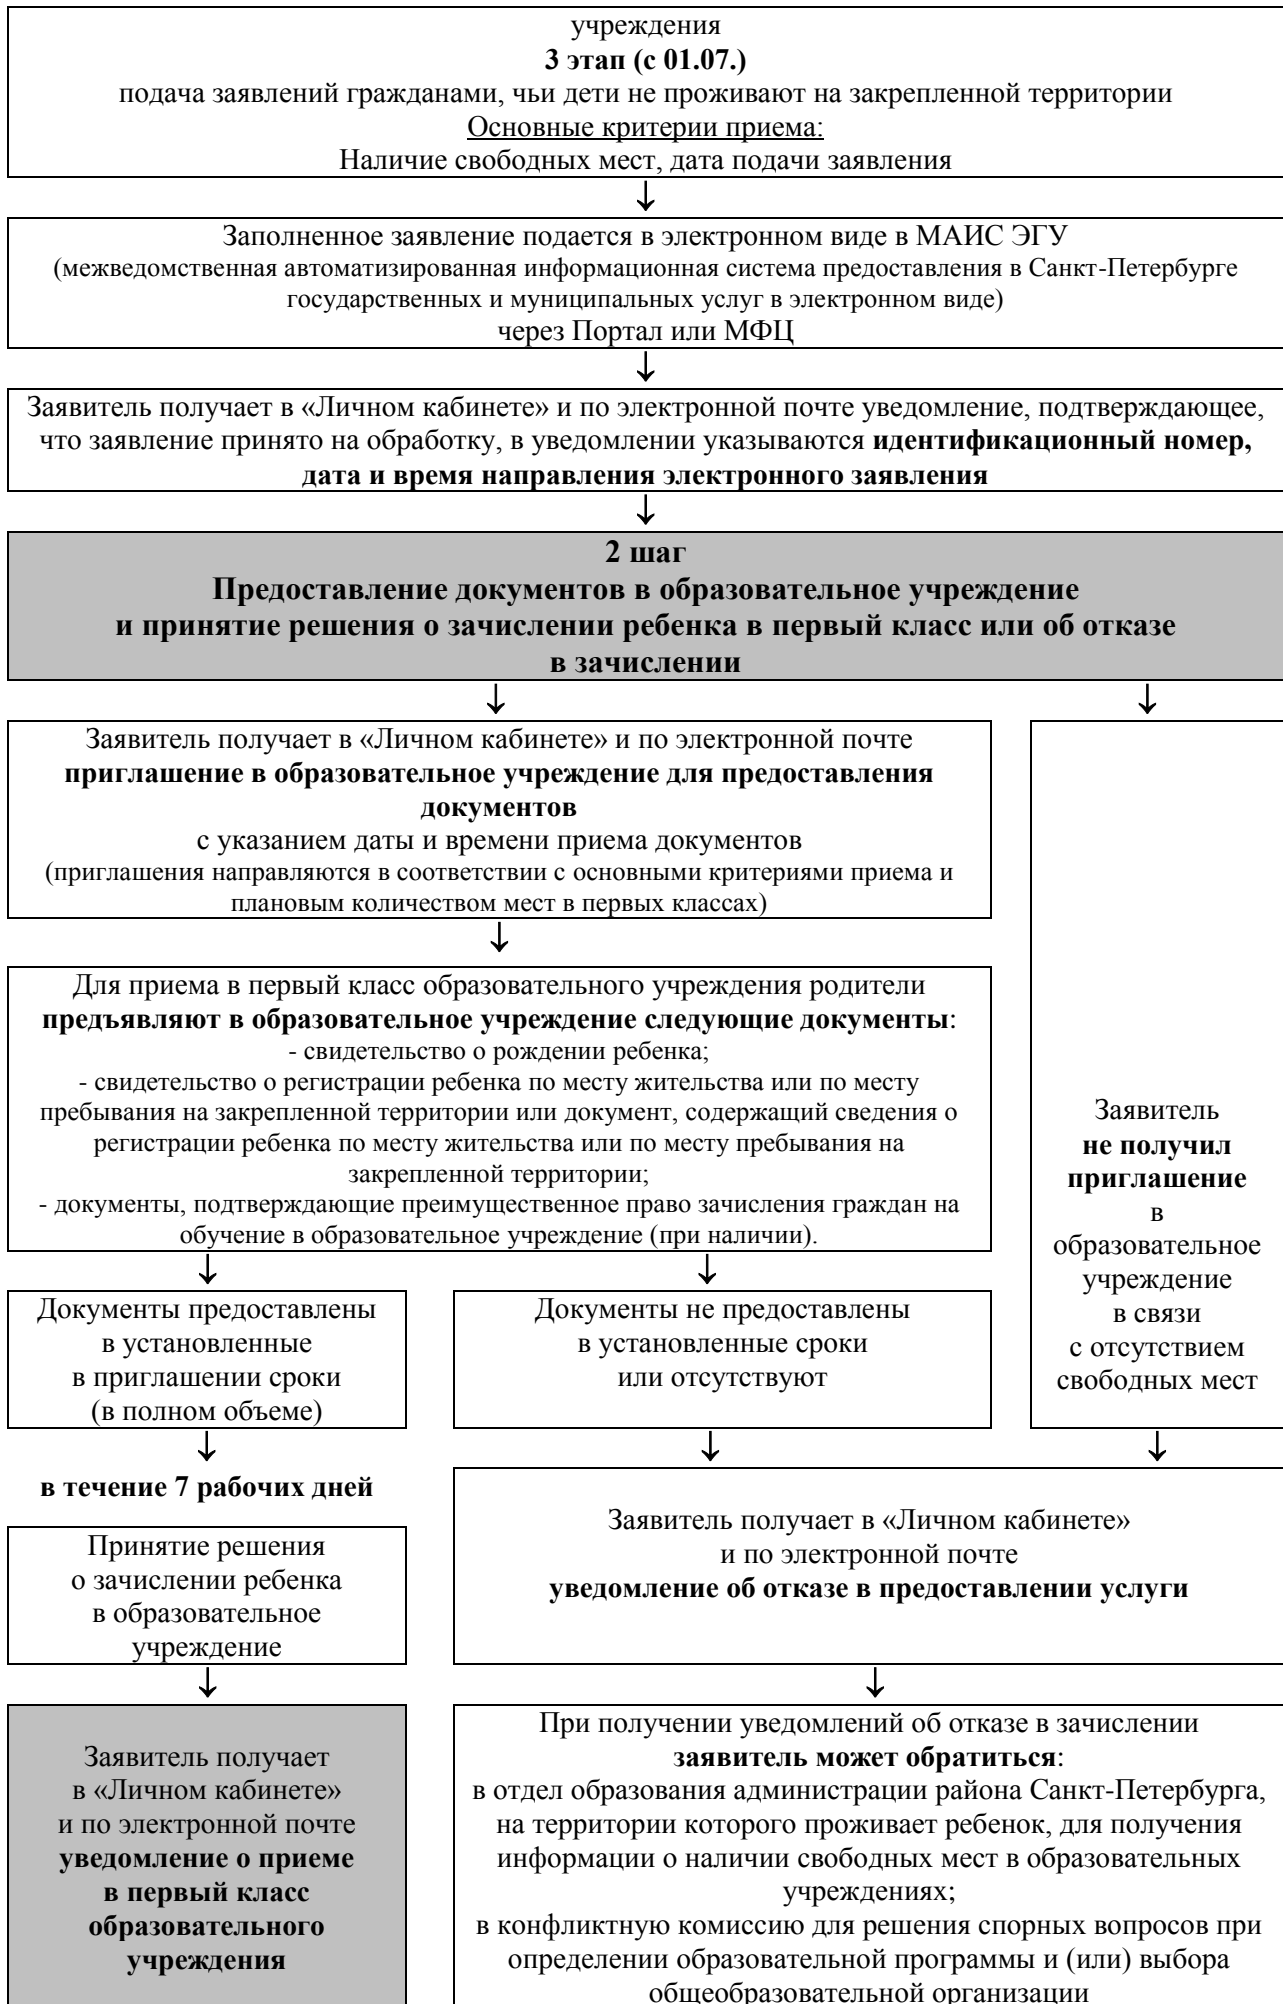 учреждения
3 этап (с 01.07.)
подача заявлений гражданами, чьи дети не проживают на закрепленной территории
Основные критерии приема:
Наличие свободных мест, дата подачи заявления
↓
Заполненное заявление подается в электронном виде в МАИС ЭГУ
(межведомственная автоматизированная информационная система предоставления в Санкт-Петербурге
государственных и муниципальных услуг в электронном виде)
через Портал или МФЦ
↓
Заявитель получает в «Личном кабинете» и по электронной почте уведомление, подтверждающее,
что заявление принято на обработку, в уведомлении указываются идентификационный номер,
дата и время направления электронного заявления
↓
2 шаг
Предоставление документов в образовательное учреждение
и принятие решения о зачислении ребенка в первый класс или об отказе
в зачислении
↓ ↓
Заявитель получает в «Личном кабинете» и по электронной почте
приглашение в образовательное учреждение для предоставления
документов
с указанием даты и времени приема документов
(приглашения направляются в соответствии с основными критериями приема и
плановым количеством мест в первых классах)
↓
Для приема в первый класс образовательного учреждения родители
предъявляют в образовательное учреждение следующие документы:
- свидетельство о рождении ребенка;
- свидетельство о регистрации ребенка по месту жительства или по месту
пребывания на закрепленной территории или документ, содержащий сведения о
регистрации ребенка по месту жительства или по месту пребывания на
закрепленной территории;
- документы, подтверждающие преимущественное право зачисления граждан на
обучение в образовательное учреждение (при наличии).
Заявитель
не получил
приглашение
в
образовательное
учреждение
в связи
с отсутствием
свободных мест
↓ ↓
Документы предоставлены
в установленные
в приглашении сроки
(в полном объеме)
Документы не предоставлены
в установленные сроки
или отсутствуют
↓ ↓ ↓
в течение 7 рабочих дней
Принятие решения
о зачислении ребенка
в образовательное
учреждение
Заявитель получает в «Личном кабинете»
и по электронной почте
уведомление об отказе в предоставлении услуги
↓ ↓
Заявитель получает
в «Личном кабинете»
и по электронной почте
уведомление о приеме
в первый класс
образовательного
учреждения
При получении уведомлений об отказе в зачислении
заявитель может обратиться:
в отдел образования администрации района Санкт-Петербурга,
на территории которого проживает ребенок, для получения
информации о наличии свободных мест в образовательных
учреждениях;
в конфликтную комиссию для решения спорных вопросов при
определении образовательной программы и (или) выбора
общеобразовательной организации